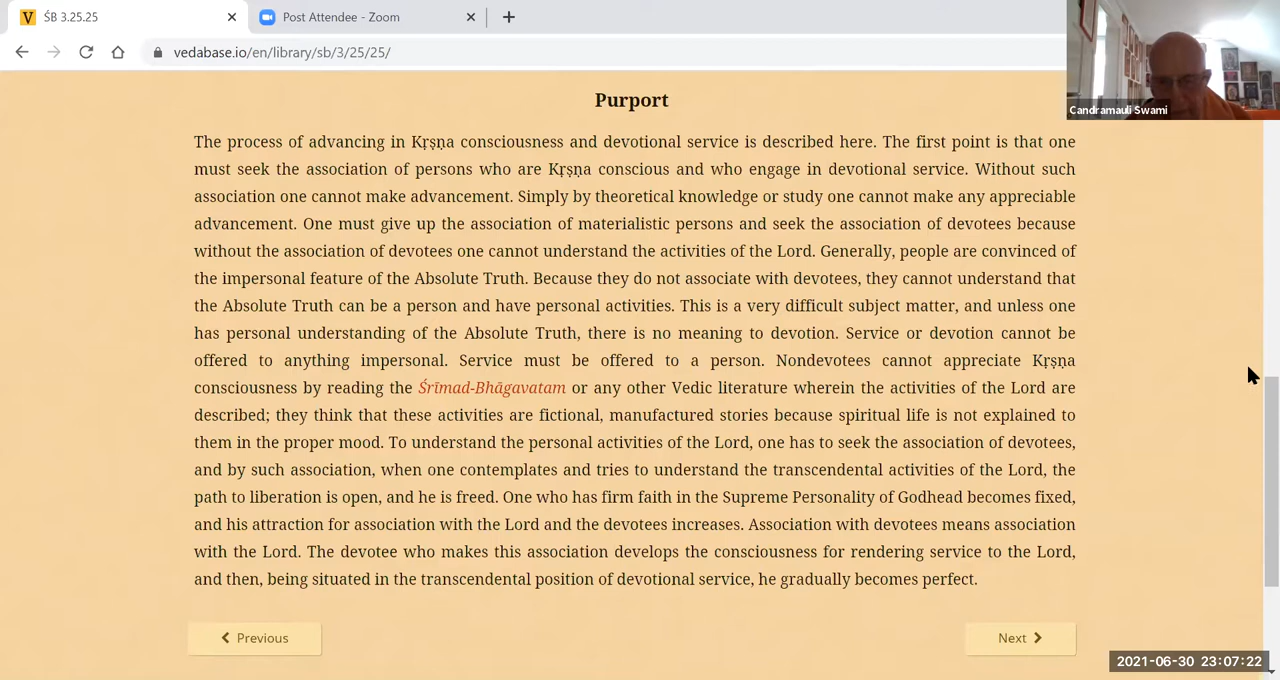 ŚB 3.25.25
Post Attendee - Zoom
vedabase.io/en/library/sb/3/25/25/
Candramauli Swami
Purport
The process of advancing in Kṛṣṇa consciousness and devotional service is described here. The first point is that one
must seek the association of persons who are Kṛṣṇa conscious and who engage in devotional service. Without such
association one cannot make advancement. Simply by theoretical knowledge or study one cannot make any appreciable
advancement. One must give up the association of materialistic persons and seek the association of devotees because
without the association of devotees one cannot understand the activities of the Lord. Generally, people are convinced of
the impersonal feature of the Absolute Truth. Because they do not associate with devotees, they cannot understand that
the Absolute Truth can be a person and have personal activities. This is a very difficult subject matter, and unless one
has personal understanding of the Absolute Truth, there is no meaning to devotion. Service or devotion cannot be
offered to anything impersonal. Service must be offered to a person. Nondevotees cannot appreciate Kṛṣṇa
consciousness by reading the Śrīmad-Bhāgavatam or any other Vedic literature wherein the activities of the Lord are
described; they think that these activities are fictional, manufactured stories because spiritual life is not explained to
them in the proper mood. To understand the personal activities of the Lord, one has to seek the association of devotees,
and by such association, when one contemplates and tries to understand the transcendental activities of the Lord, the
path to liberation is open, and he is freed. One who has firm faith in the Supreme Personality of Godhead becomes fixed,
and his attraction for association with the Lord and the devotees increases. Association with devotees means association
with the Lord. The devotee who makes this association develops the consciousness for rendering service to the Lord,
and then, being situated in the transcendental position of devotional service, he gradually becomes perfect.
Previous
Next
2021-06-30 23:07:22